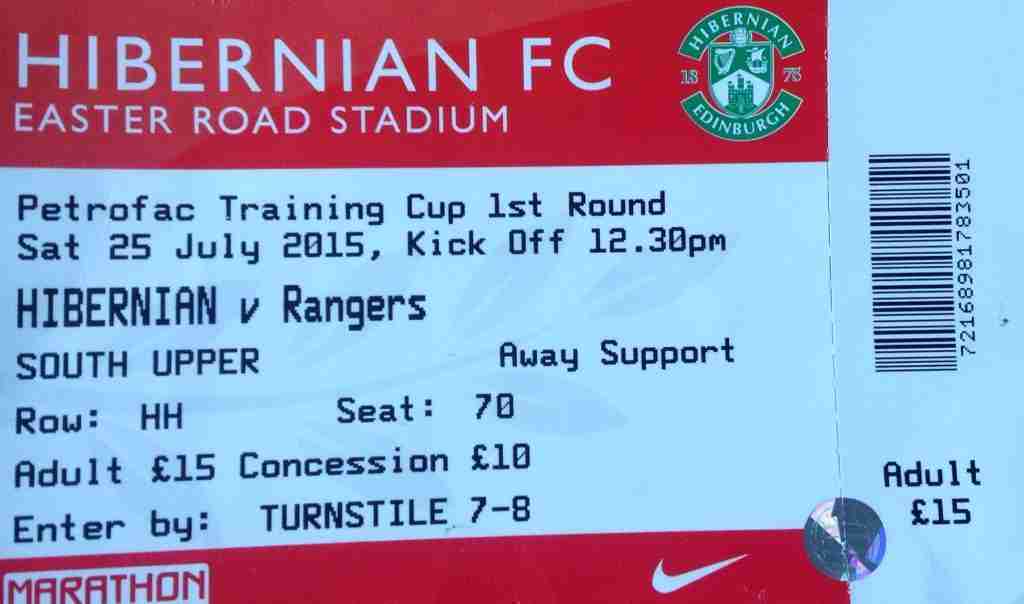 HIBERNIAN FC
EASTER ROAD STADIUM
HIBERNIAN
18 75
EDINBURGH
Petrofac Training Cup 1st Round
Sat 25 July 2015, Kick Off 12.30pm
HIBERNIAN v Rangers
SOUTH UPPER Away Support
Row: HH Seat: 70
Adult £15 Concession £10
Enter by: TURNSTILE 7-8
MARATHON
72168981783501
Adult
£15